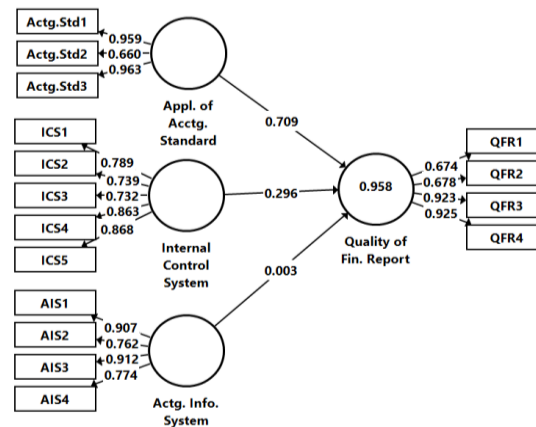 Actg.Std1
0.959
Actg.Std2
0.660
0.963
Actg.Std3
Appl. of
Acctg.
Standard
0.709
ICS1
0.789
ICS2
0.739
ICS3
0.732
0.863
ICS4
0.868
ICS5
Internal
Control
System
0.296
0.958
Quality of
Fin. Report
0.674
QFR1
0.678
QFR2
0.923
QFR3
0.925
QFR4
0.003
AIS1
0.907
AIS2
0.762
0.912
AIS3
0.774
AIS4
Actg. Info.
System